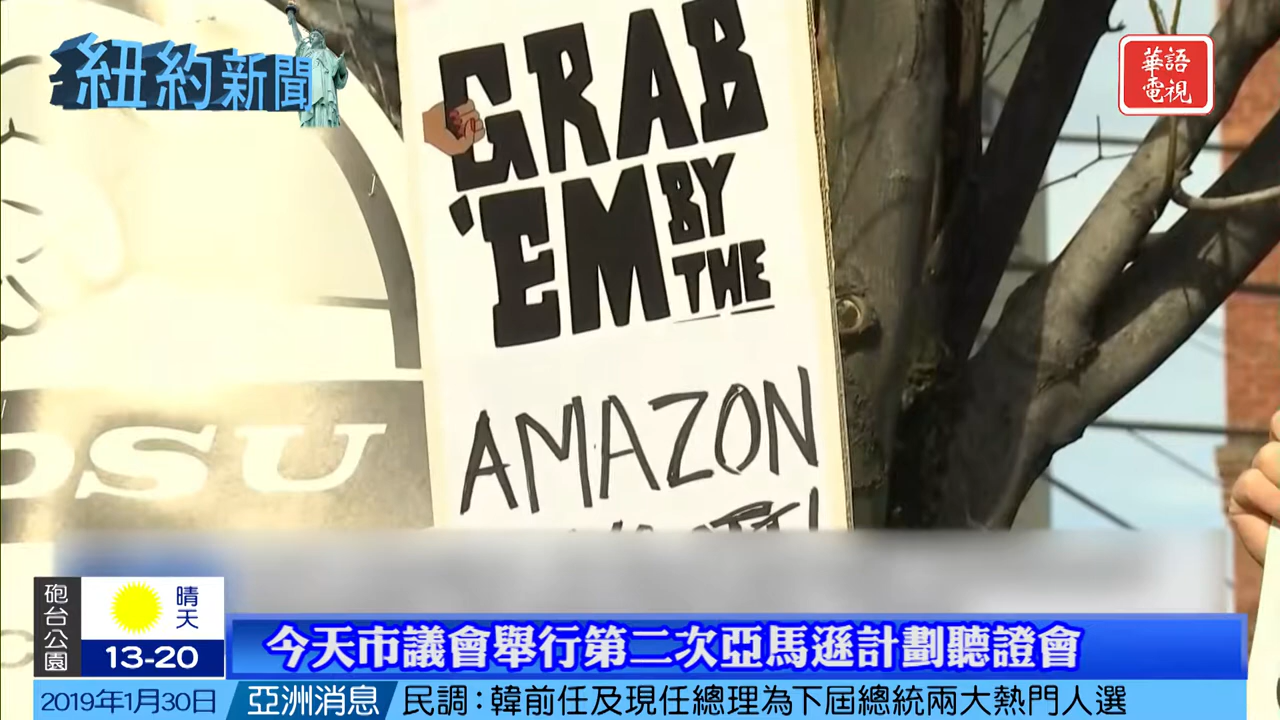 紐約新聞
華語
電視
GRAB
'EM BY
THE
AMAZON
OSU
砲台公園
晴天
13-20
今天市議會舉行第二次亞馬遜計劃聽證會
2019年1月30日
亞洲消息
民調：韓前任及現任總理為下屆總統兩大熱門人選